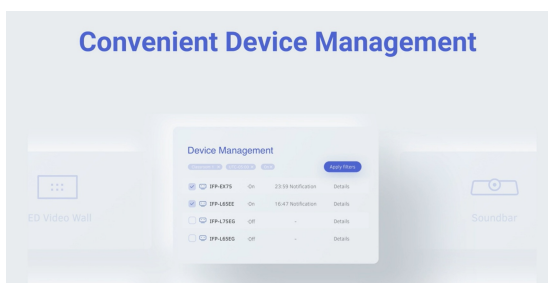 Convenient Device Management
Device Management
Apply filters
IFP-EX75 On 23:59 Notification Details
IFP-L65EE On 16:47 Notification Details
IFP-L75EG Off - Details
IFP-L65EG Off - Details
ED Video Wall
Soundbar